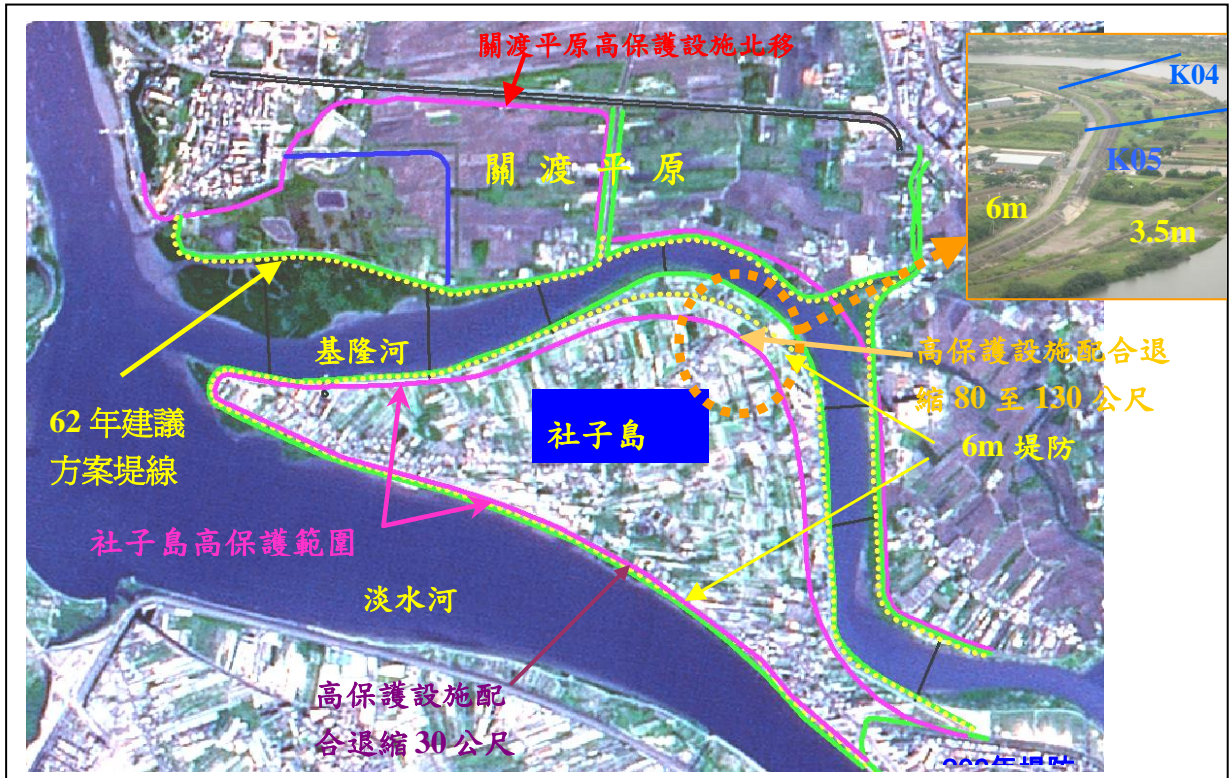 關渡平原高保護設施北移
K04
關渡平原
K05
6m
3.5m
基隆河
高保護設施配合退
縮 80 至 130 公尺
62 年建議
方案堤線
社子島
6m 堤防
社子島高保護範圍
淡水河
高保護設施配
合退縮 30 公尺